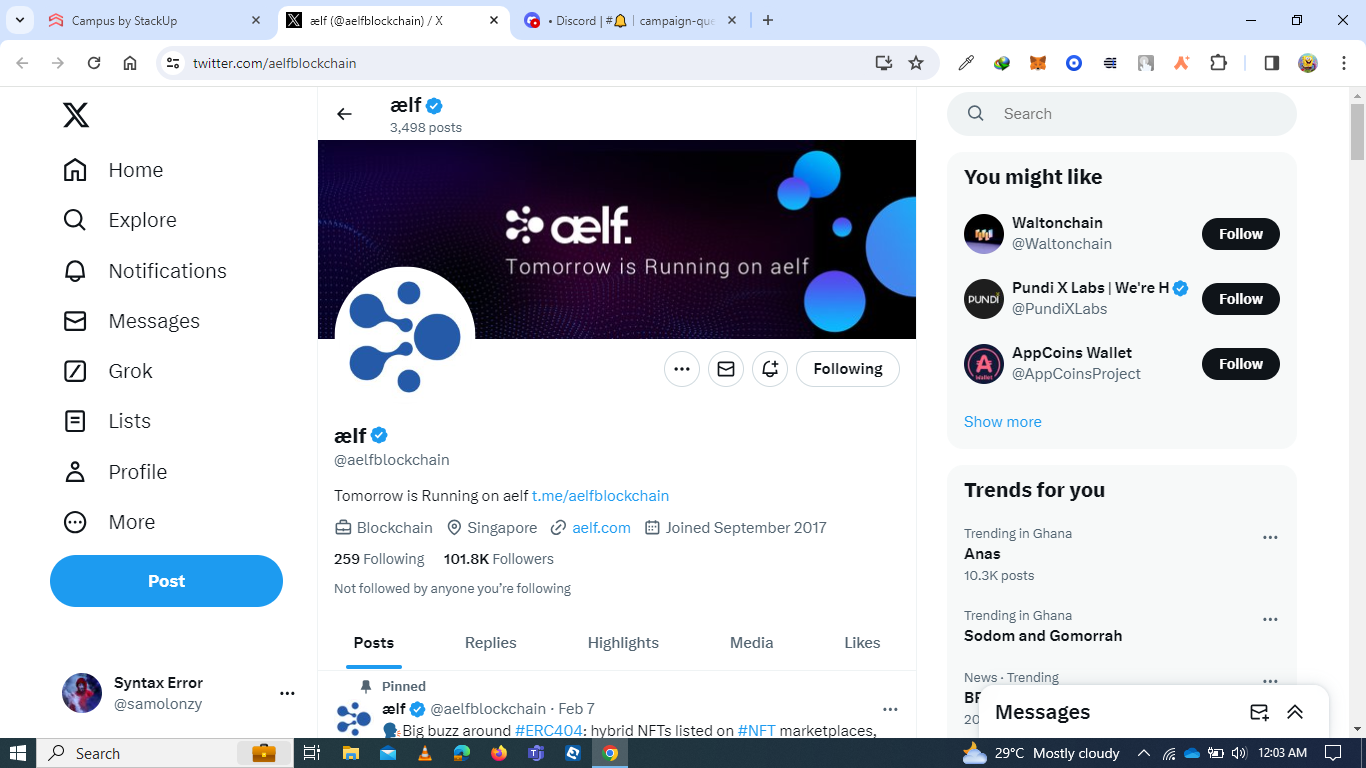 Campus by StackUp
ælf (@aelfblockchain) / X
• Discord | #🔔 | campaign-que
twitter.com/aelfblockchain
ælf
3,498 posts
Search
Home
Explore
Notifications
Messages
Grok
Lists
Profile
More
Post
Syntax Error
@samolonzy
ælf.
Tomorrow is Running on aelf
Following
ælf
@aelfblockchain
Tomorrow is Running on aelf t.me/aelfblockchain
Blockchain Singapore aelf.com Joined September 2017
259 Following 101.8K Followers
Not followed by anyone you’re following
Posts Replies Highlights Media Likes
Pinned
ælf @aelfblockchain · Feb 7
🗣️Big buzz around #ERC404: hybrid NFTs listed on #NFT marketplaces,
You might like
Waltonchain
@Waltonchain
Follow
PUNDI
Pundi X Labs | We're H
@PundiXLabs
Follow
Wallet
AppCoins Wallet
@AppCoinsProject
Follow
Show more
Trends for you
Trending in Ghana
Anas
10.3K posts
Trending in Ghana
Sodom and Gomorrah
News · Trending
Messages
Search
29°C Mostly cloudy
12:03 AM